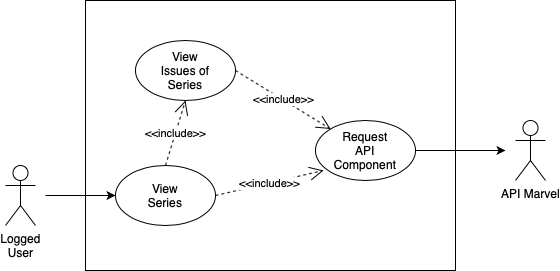 View
Issues of
Series
<<include>>
<<include>>
Request
API
Component
View
Series
<<include>>
API Marvel
Logged
User